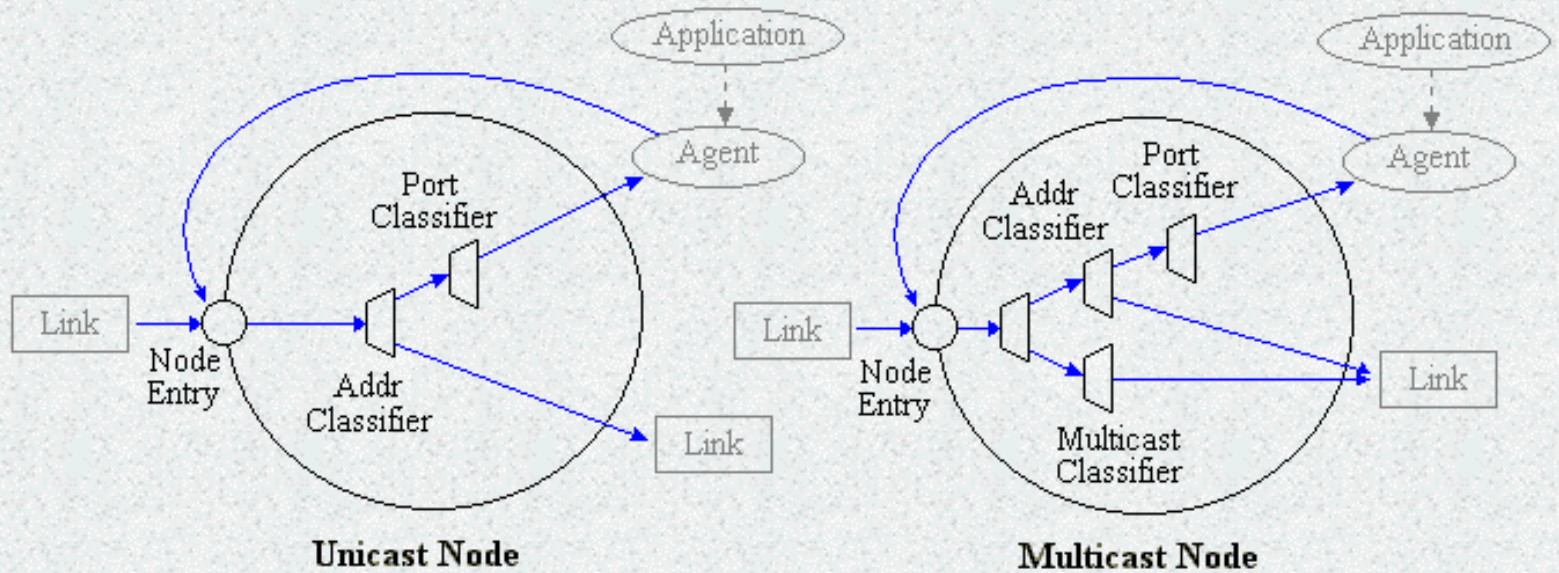 Application
Agent
Port
Classifier
Link
Node
Entry
Addr
Classifier
Link
Unicast Node
Application
Agent
Port
Classifier
Addr
Classifier
Link
Node
Entry
Link
Multicast
Classifier
Multicast Node